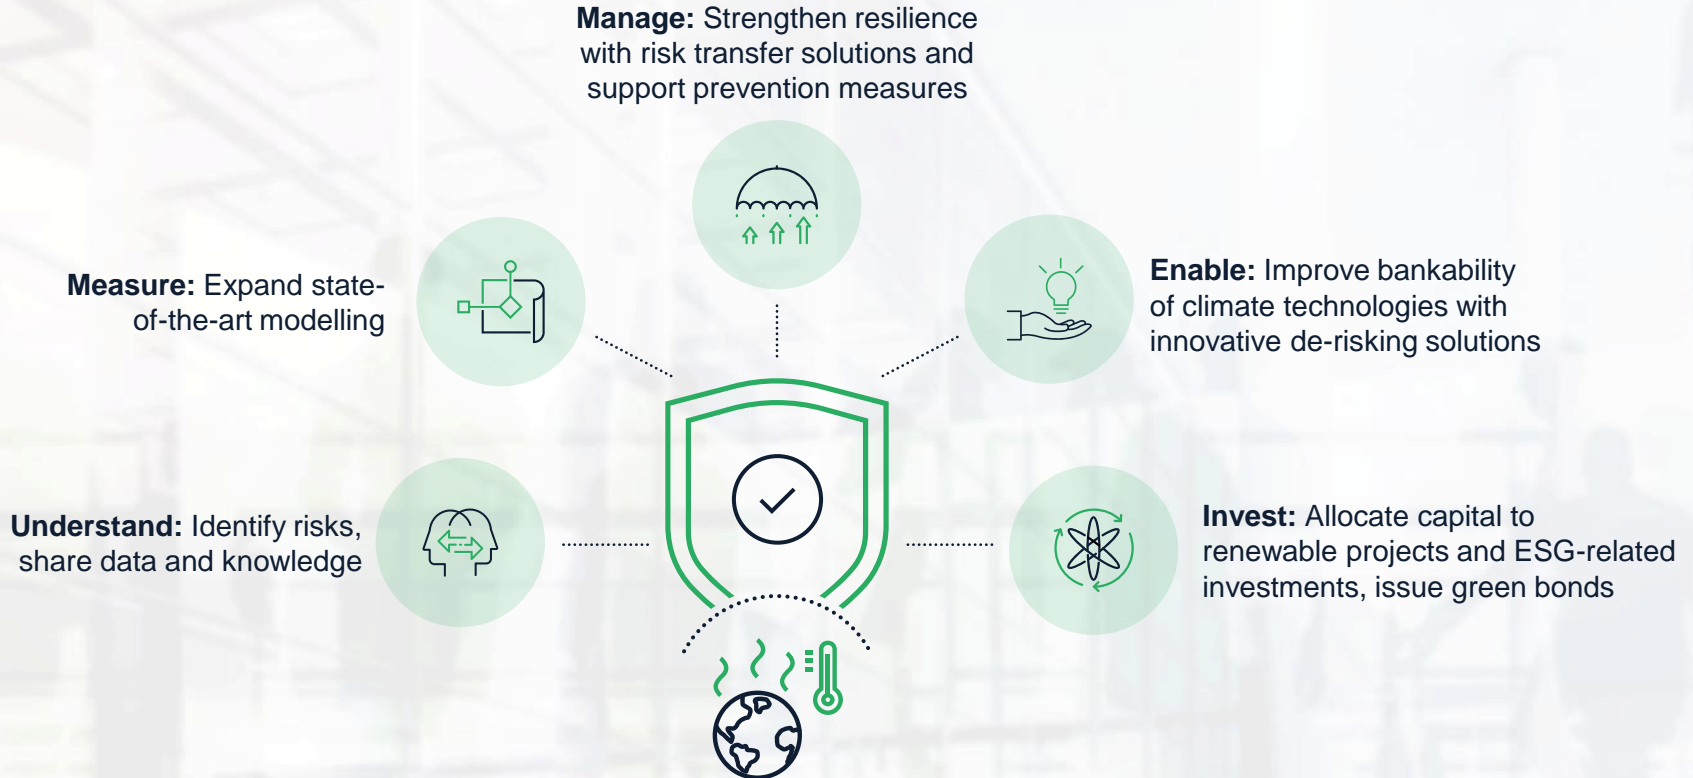 Manage: Strengthen resilience
with risk transfer solutions and
support prevention measures
Measure: Expand state-
of-the-art modelling
Enable: Improve bankability
of climate technologies with
innovative de-risking solutions
Understand: Identify risks,
share data and knowledge
Invest: Allocate capital to
renewable projects and ESG-related
investments, issue green bonds